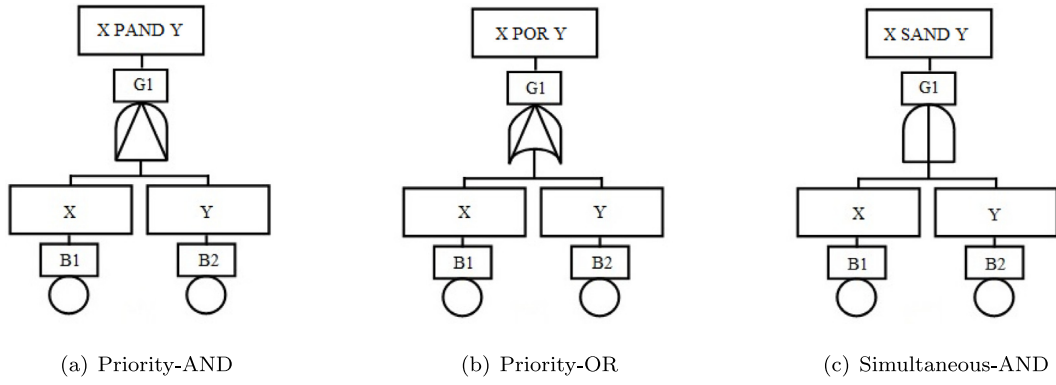 X PAND Y
G1
X
Y
B1
B2
(a) Priority-AND
X POR Y
G1
X
Y
B1
B2
(b) Priority-OR
X SAND Y
G1
X
Y
B1
B2
(c) Simultaneous-AND